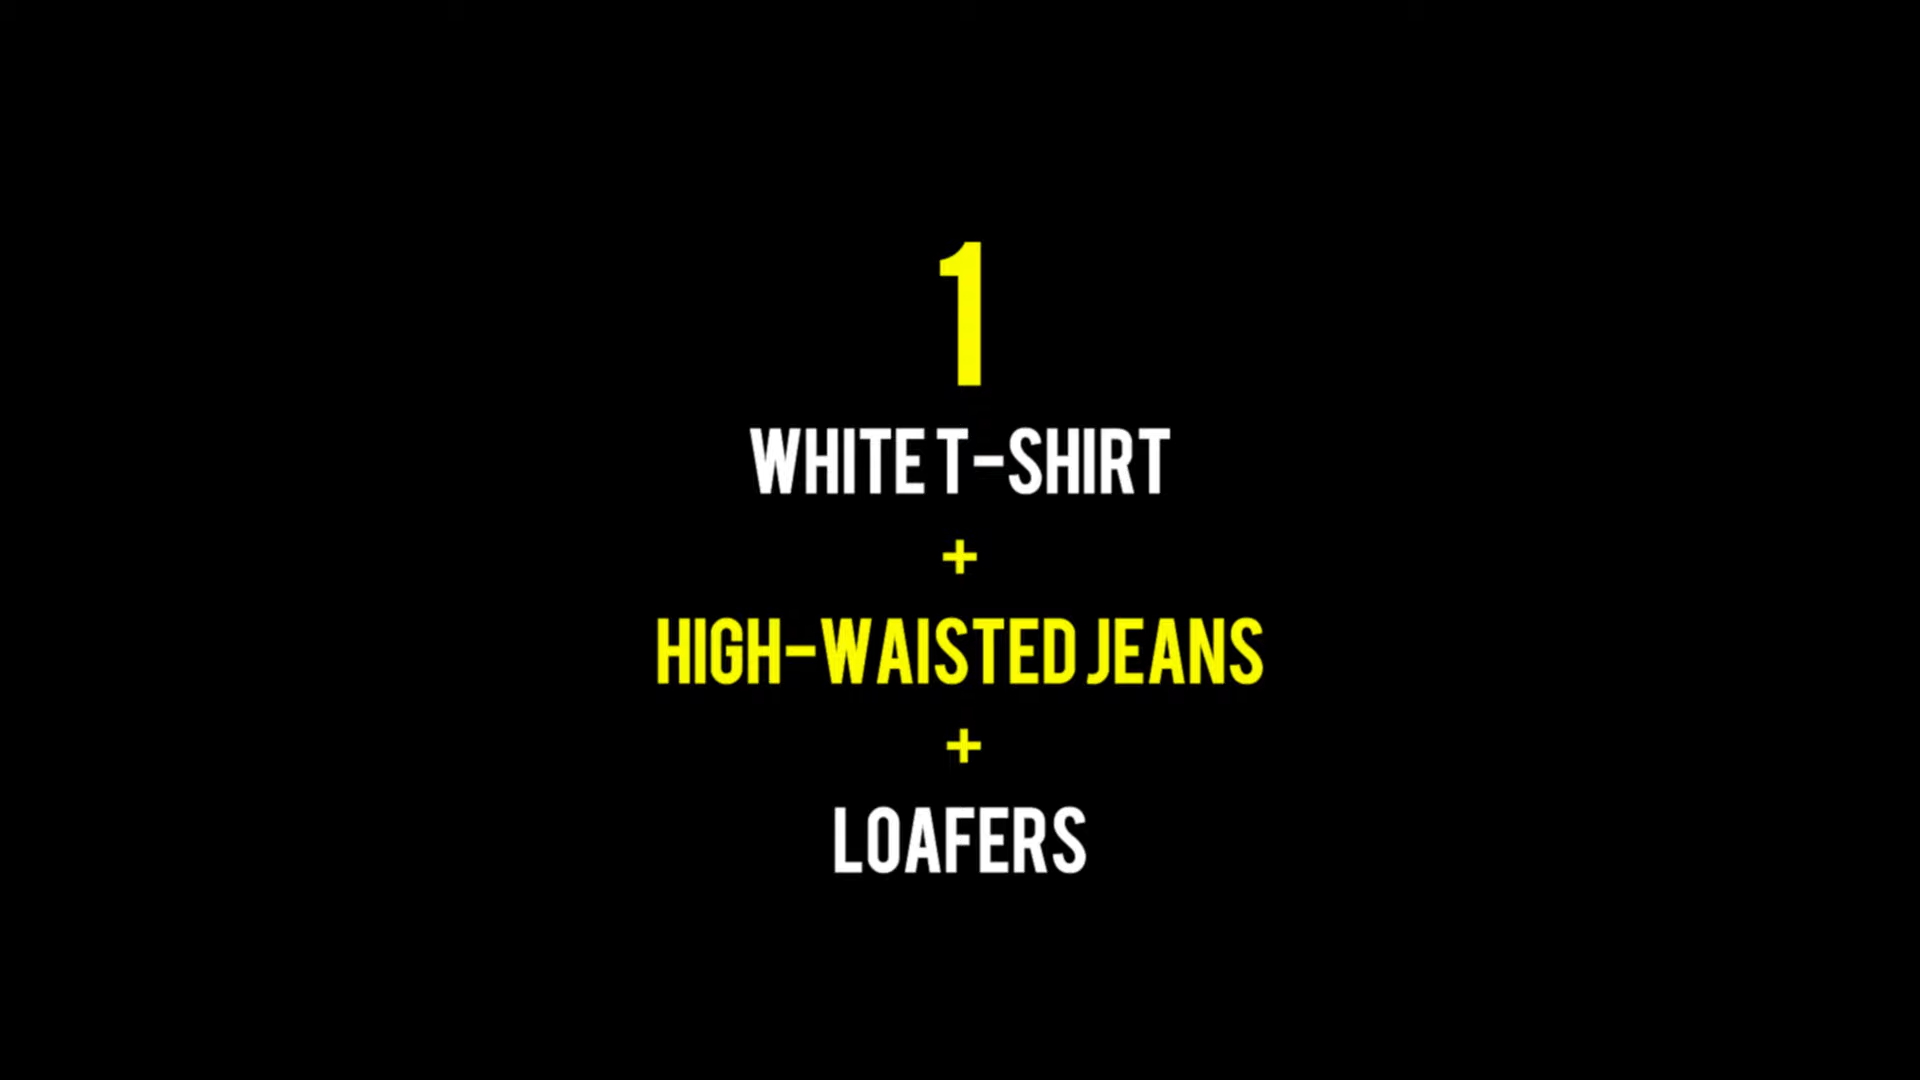 1
WHITE T-SHIRT
+
HIGH-WAISTED JEANS
+
LOAFERS